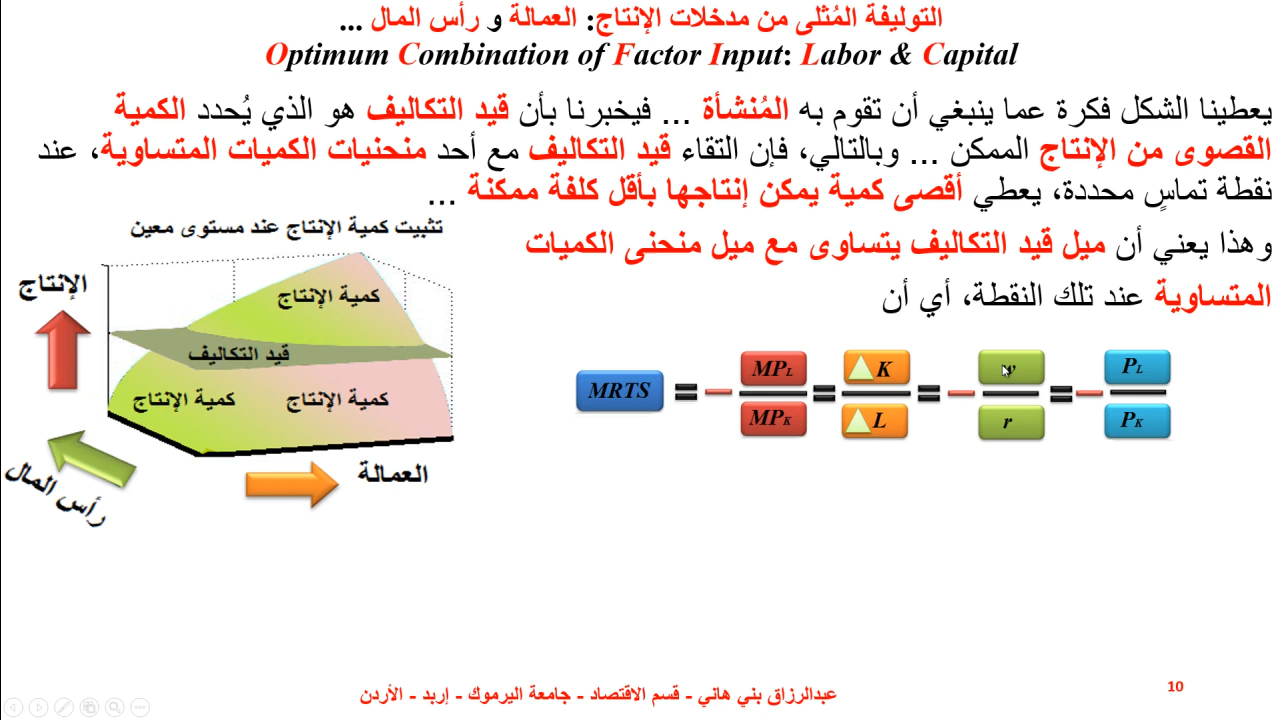 التوليفة المُثلى من مدخلات الإنتاج: العمالة و رأس المال ...
Optimum Combination of Factor Input: Labor & Capital
يعطينا الشكل فكرة عما ينبغي أن تقوم به المُنشأة ... فيخبرنا بأن قيد التكاليف هو الذي يُحدد الكمية
القصوى من الإنتاج الممكن ... وبالتالي، فإن التقاء قيد التكاليف مع أحد منحنيات الكميات المتساوية، عند
نقطة تماسٍ محددة، يعطي أقصى كمية يمكن إنتاجها بأقل كلفة ممكنة ...
وهذا يعني أن ميل قيد التكاليف يتساوى مع ميل منحنى الكميات
المتساوية عند تلك النقطة، أي أن
تثبيت كمية الإنتاج عند مستوى معين
الإنتاج
كمية الإنتاج
قيد التكاليف
كمية الإنتاج
كمية الإنتاج
العمالة
رأس المال
MRTS = - MPL / MPK = △K / △L = - w / r = - PL / PK
عبدالرزاق بني هاني - قسم الاقتصاد - جامعة اليرموك - إربد - الأردن
10